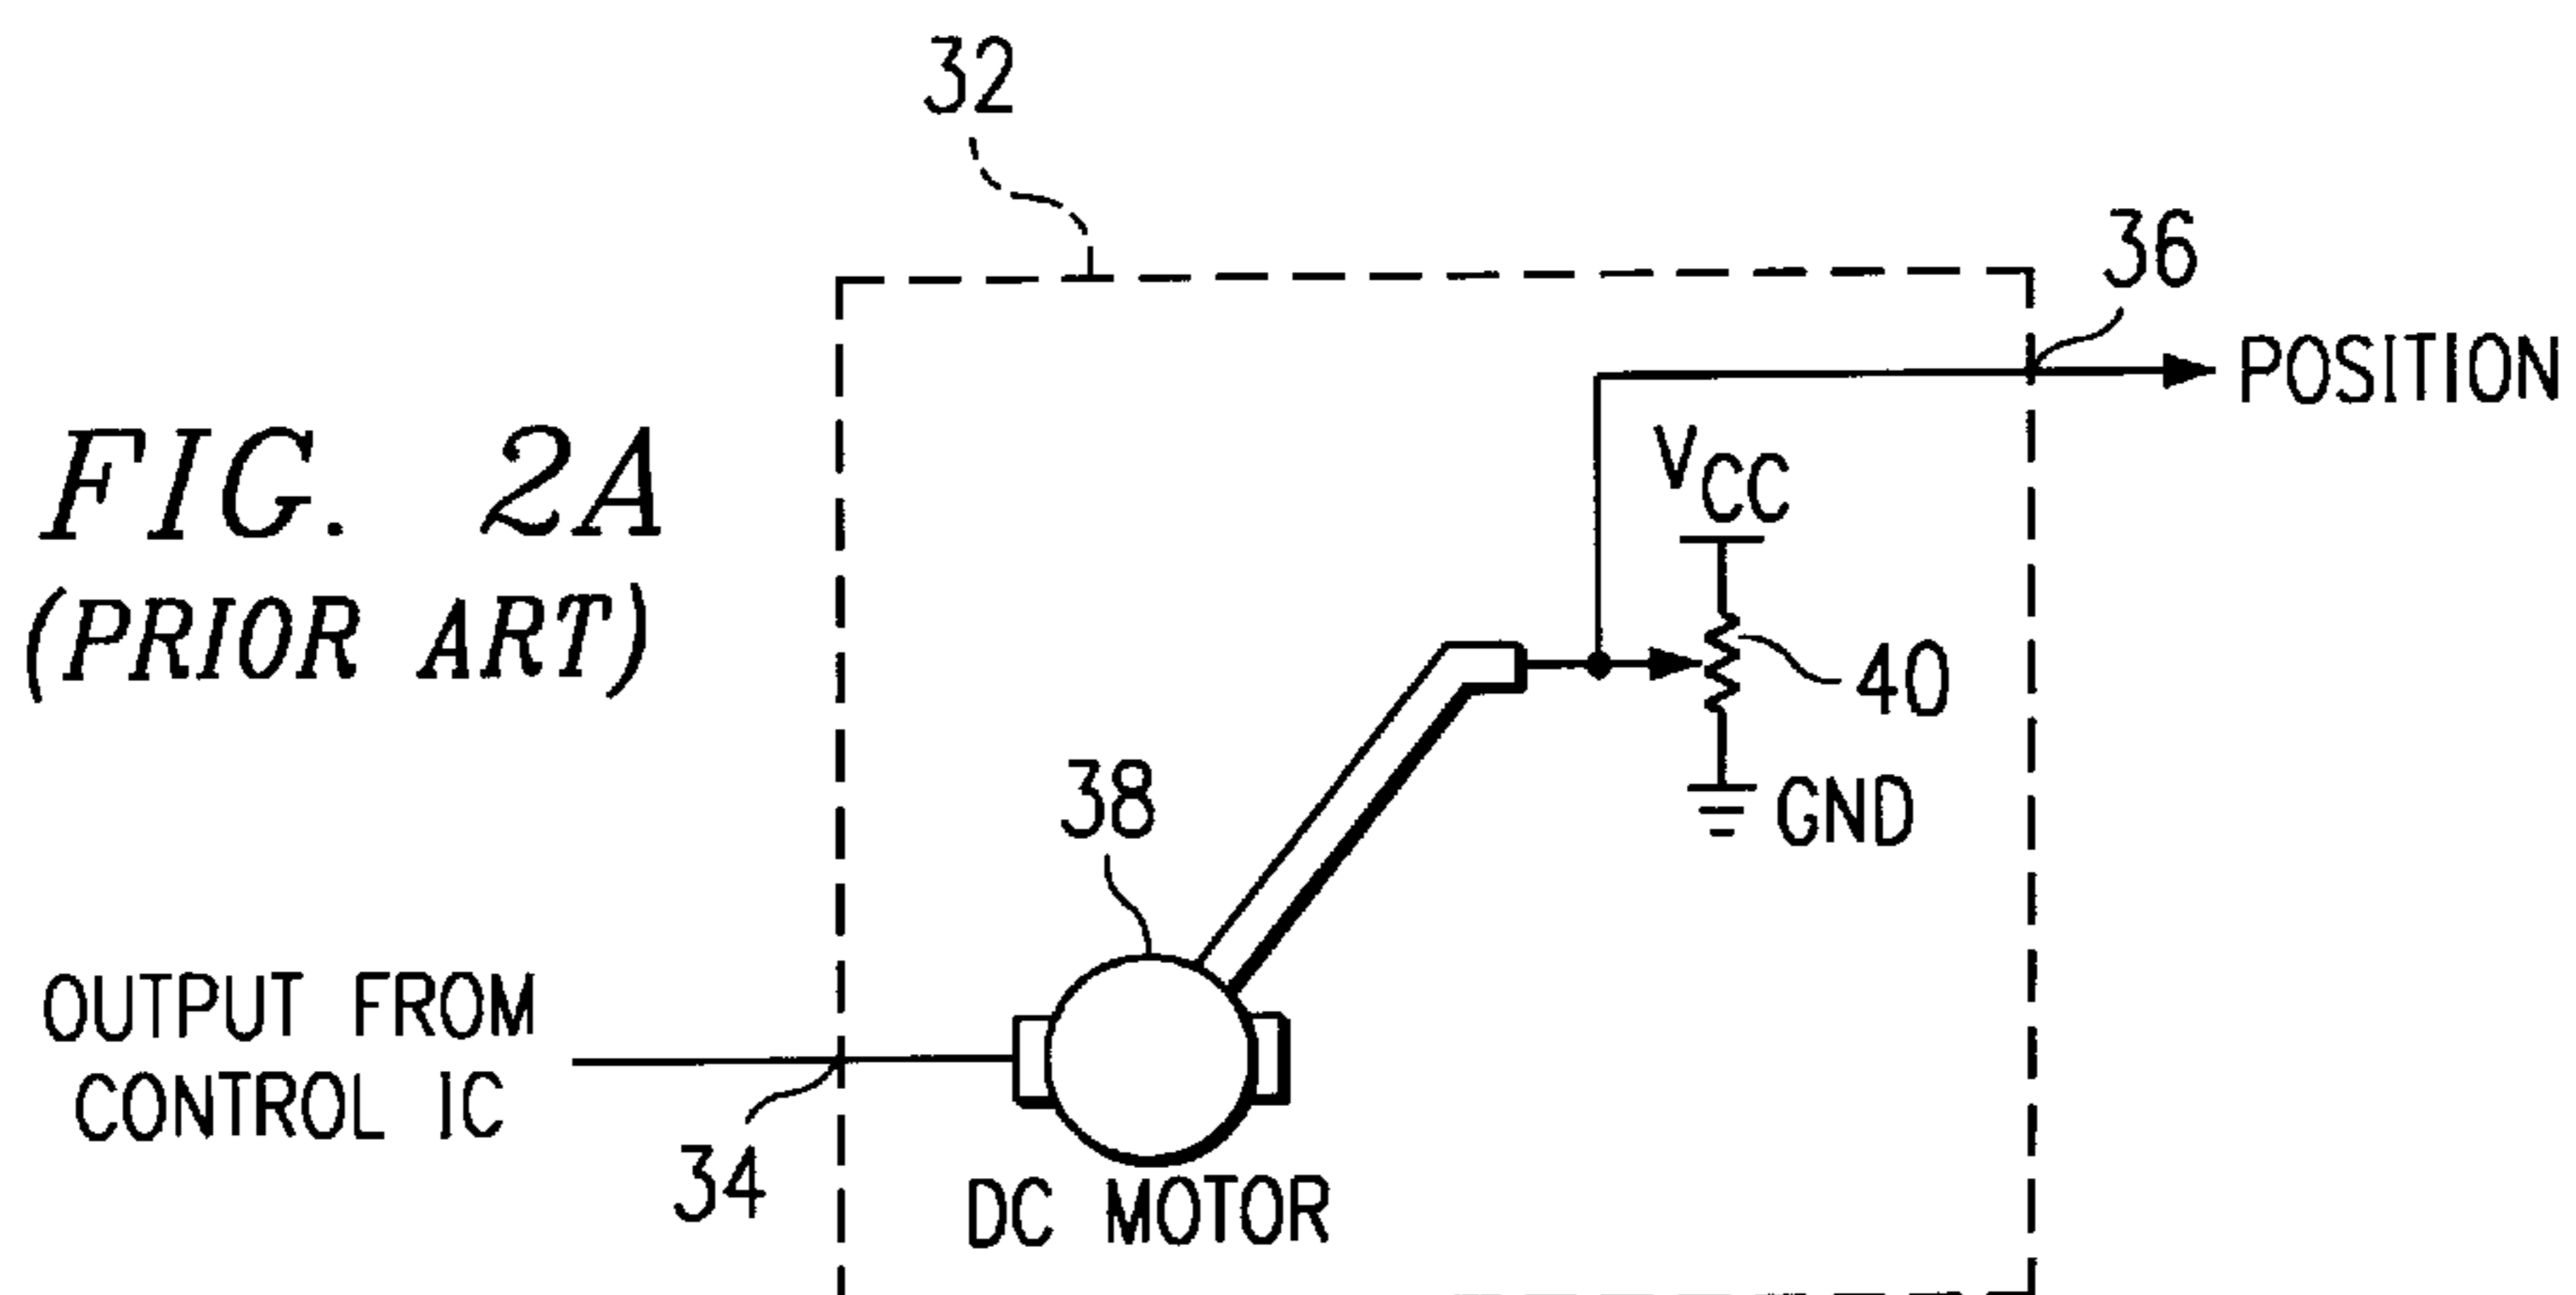 32
36
POSITION
FIG. 2A
(PRIOR ART)
VCC
40
GND
38
OUTPUT FROM
CONTROL IC
34
DC MOTOR